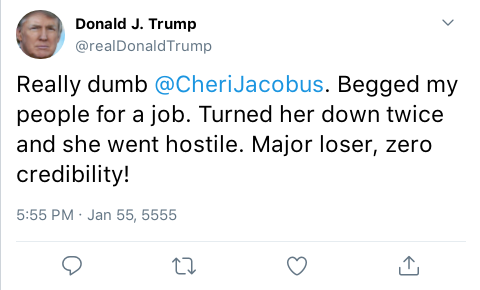 Donald J. Trump
@realDonaldTrump
Really dumb @CheriJacobus. Begged my
people for a job. Turned her down twice
and she went hostile. Major loser, zero
credibility!
5:55 PM · Jan 55, 5555